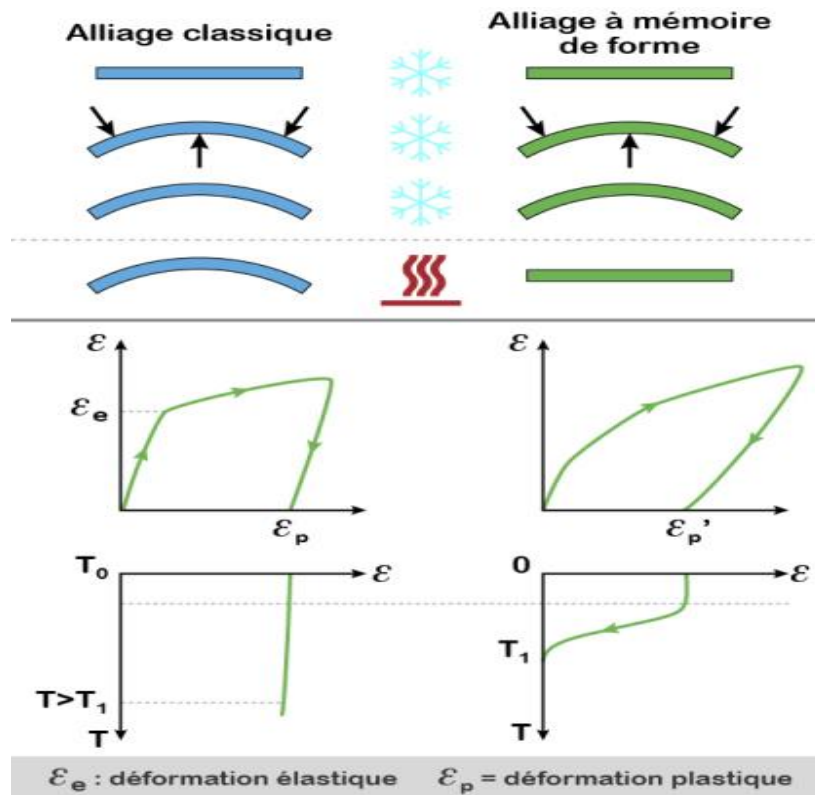 Alliage classique
Alliage à mémoire
de forme
ε
ε
εe
εp
εp'
T0
ε
0
ε
T1
T>T1
T
T
εe : déformation élastique εp = déformation plastique